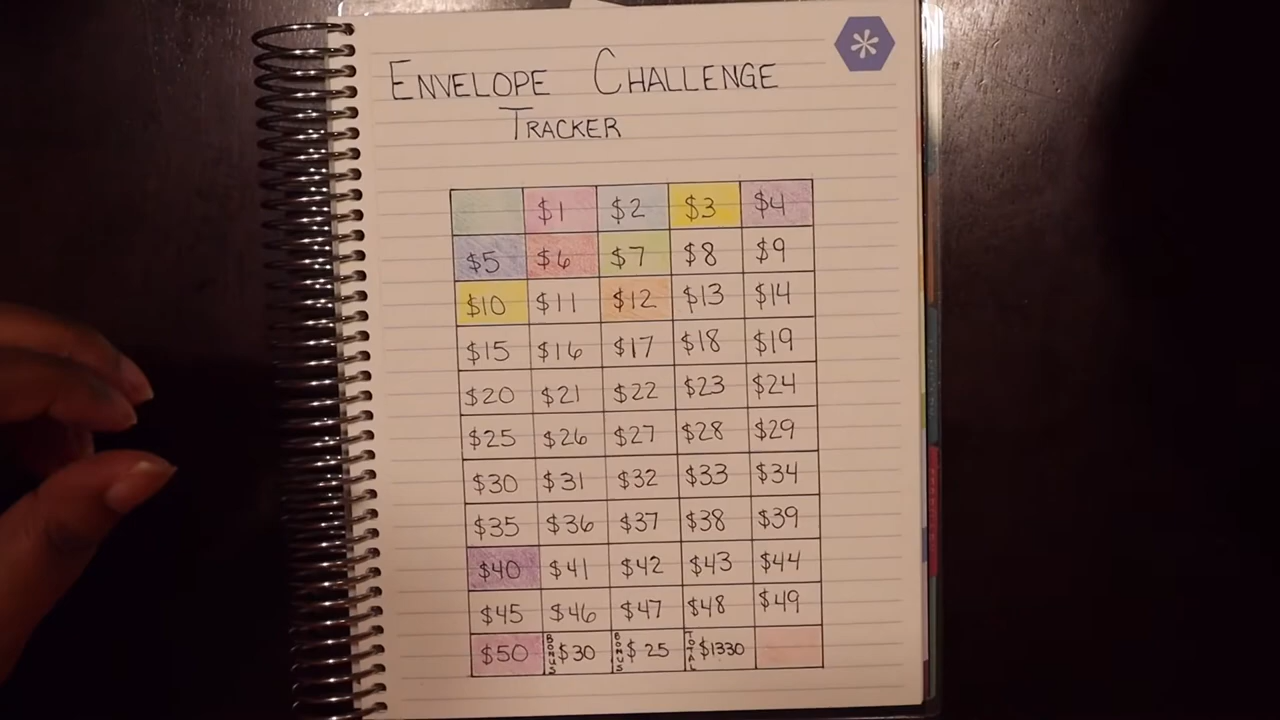 ENVELOPE CHALLENGE
TRACKER
$1 $2 $3 $4
$5 $6 $7 $8 $9
$10 $11 $12 $13 $14
$15 $16 $17 $18 $19
$20 $21 $22 $23 $24
$25 $26 $27 $28 $29
$30 $31 $32 $33 $34
$35 $36 $37 $38 $39
$40 $41 $42 $43 $44
$45 $46 $47 $48 $49
$50 BONUS $30 BONUS $25 TOTAL $1330